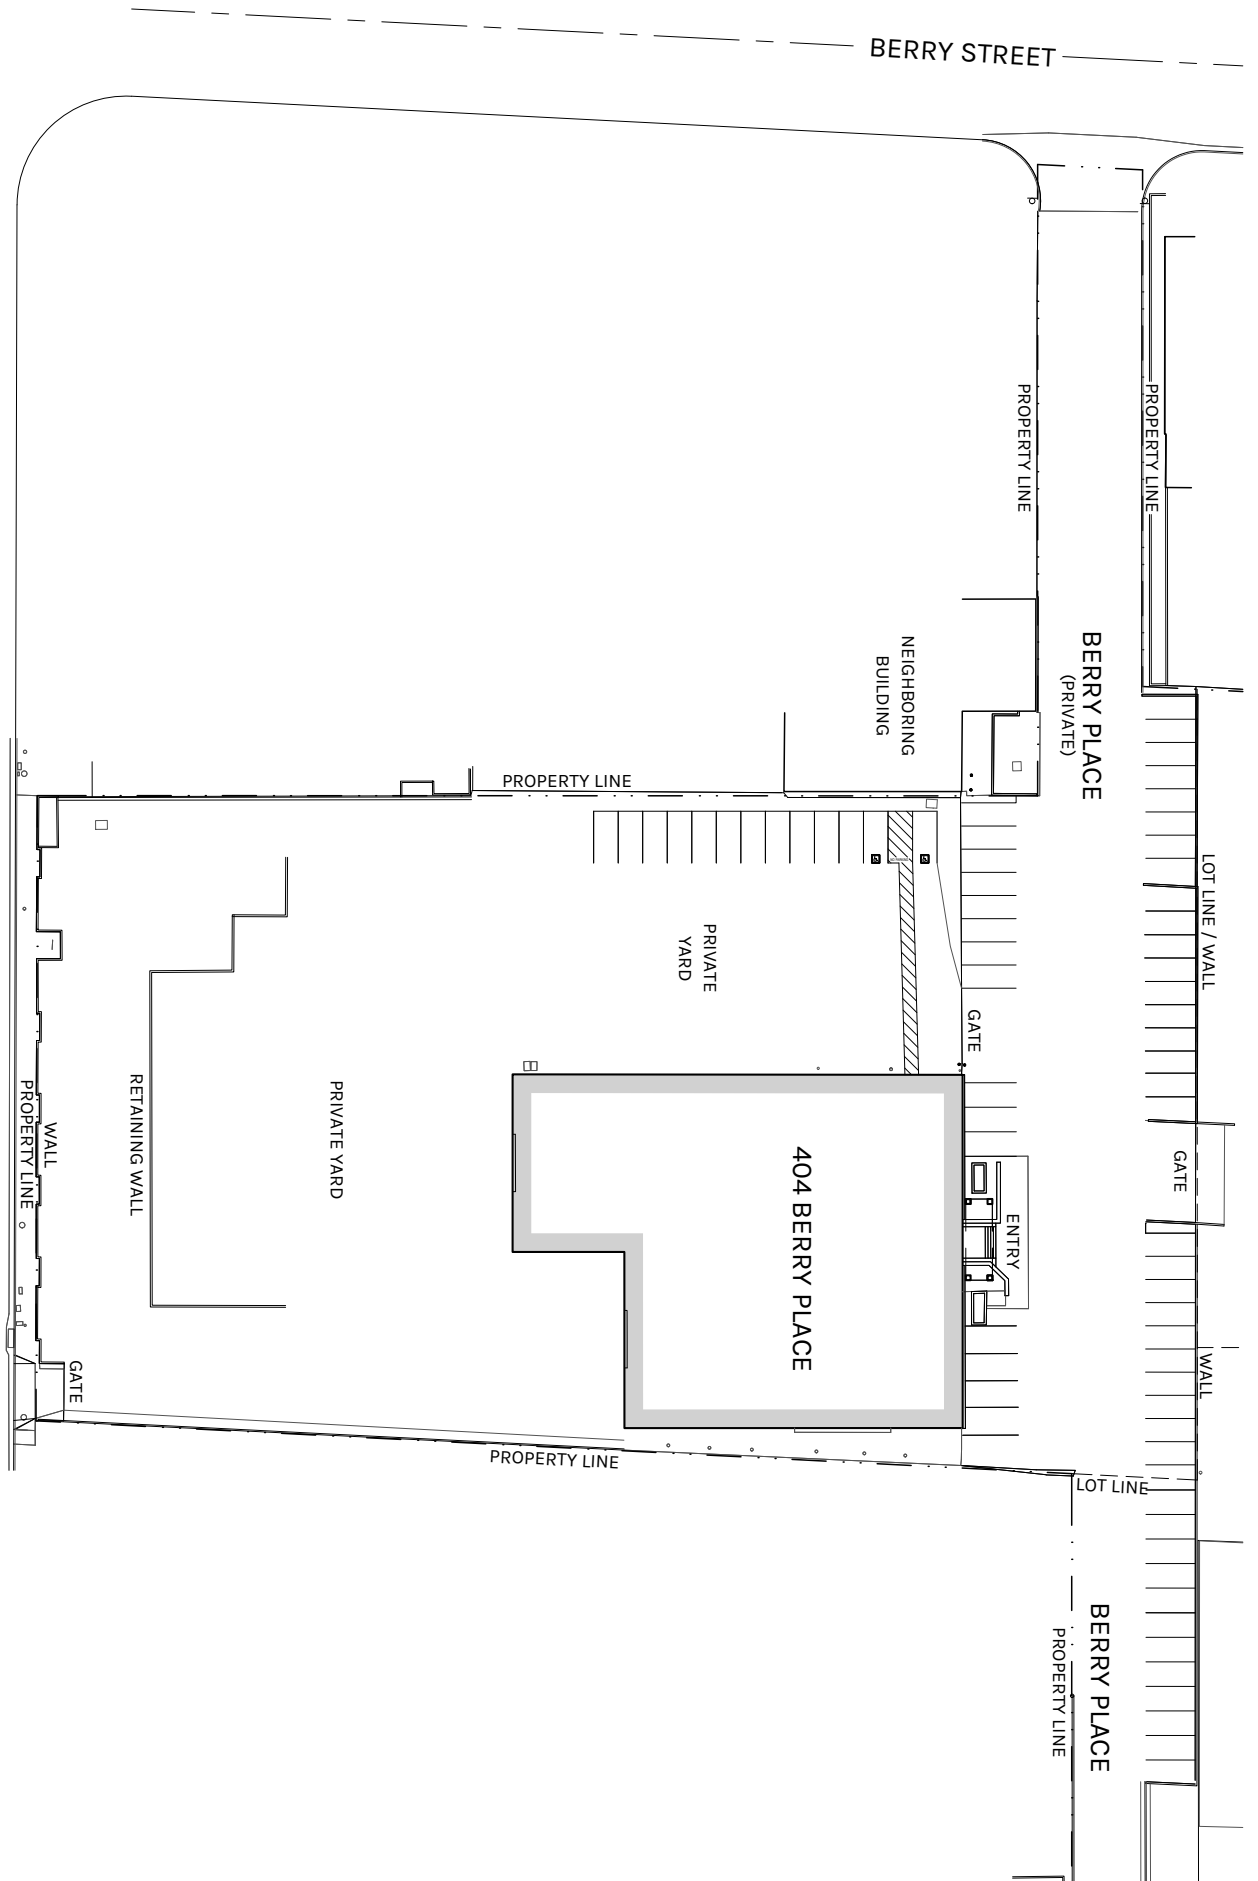 BERRY STREET
PROPERTY LINE
PROPERTY LINE
NEIGHBORING
BUILDING
BERRY PLACE
(PRIVATE)
PROPERTY LINE
LOT LINE / WALL
PRIVATE
YARD
GATE
PROPERTY LINE
WALL
RETAINING WALL
PRIVATE YARD
404 BERRY PLACE
ENTRY
GATE
GATE
WALL
PROPERTY LINE
LOT LINE
BERRY PLACE
PROPERTY LINE